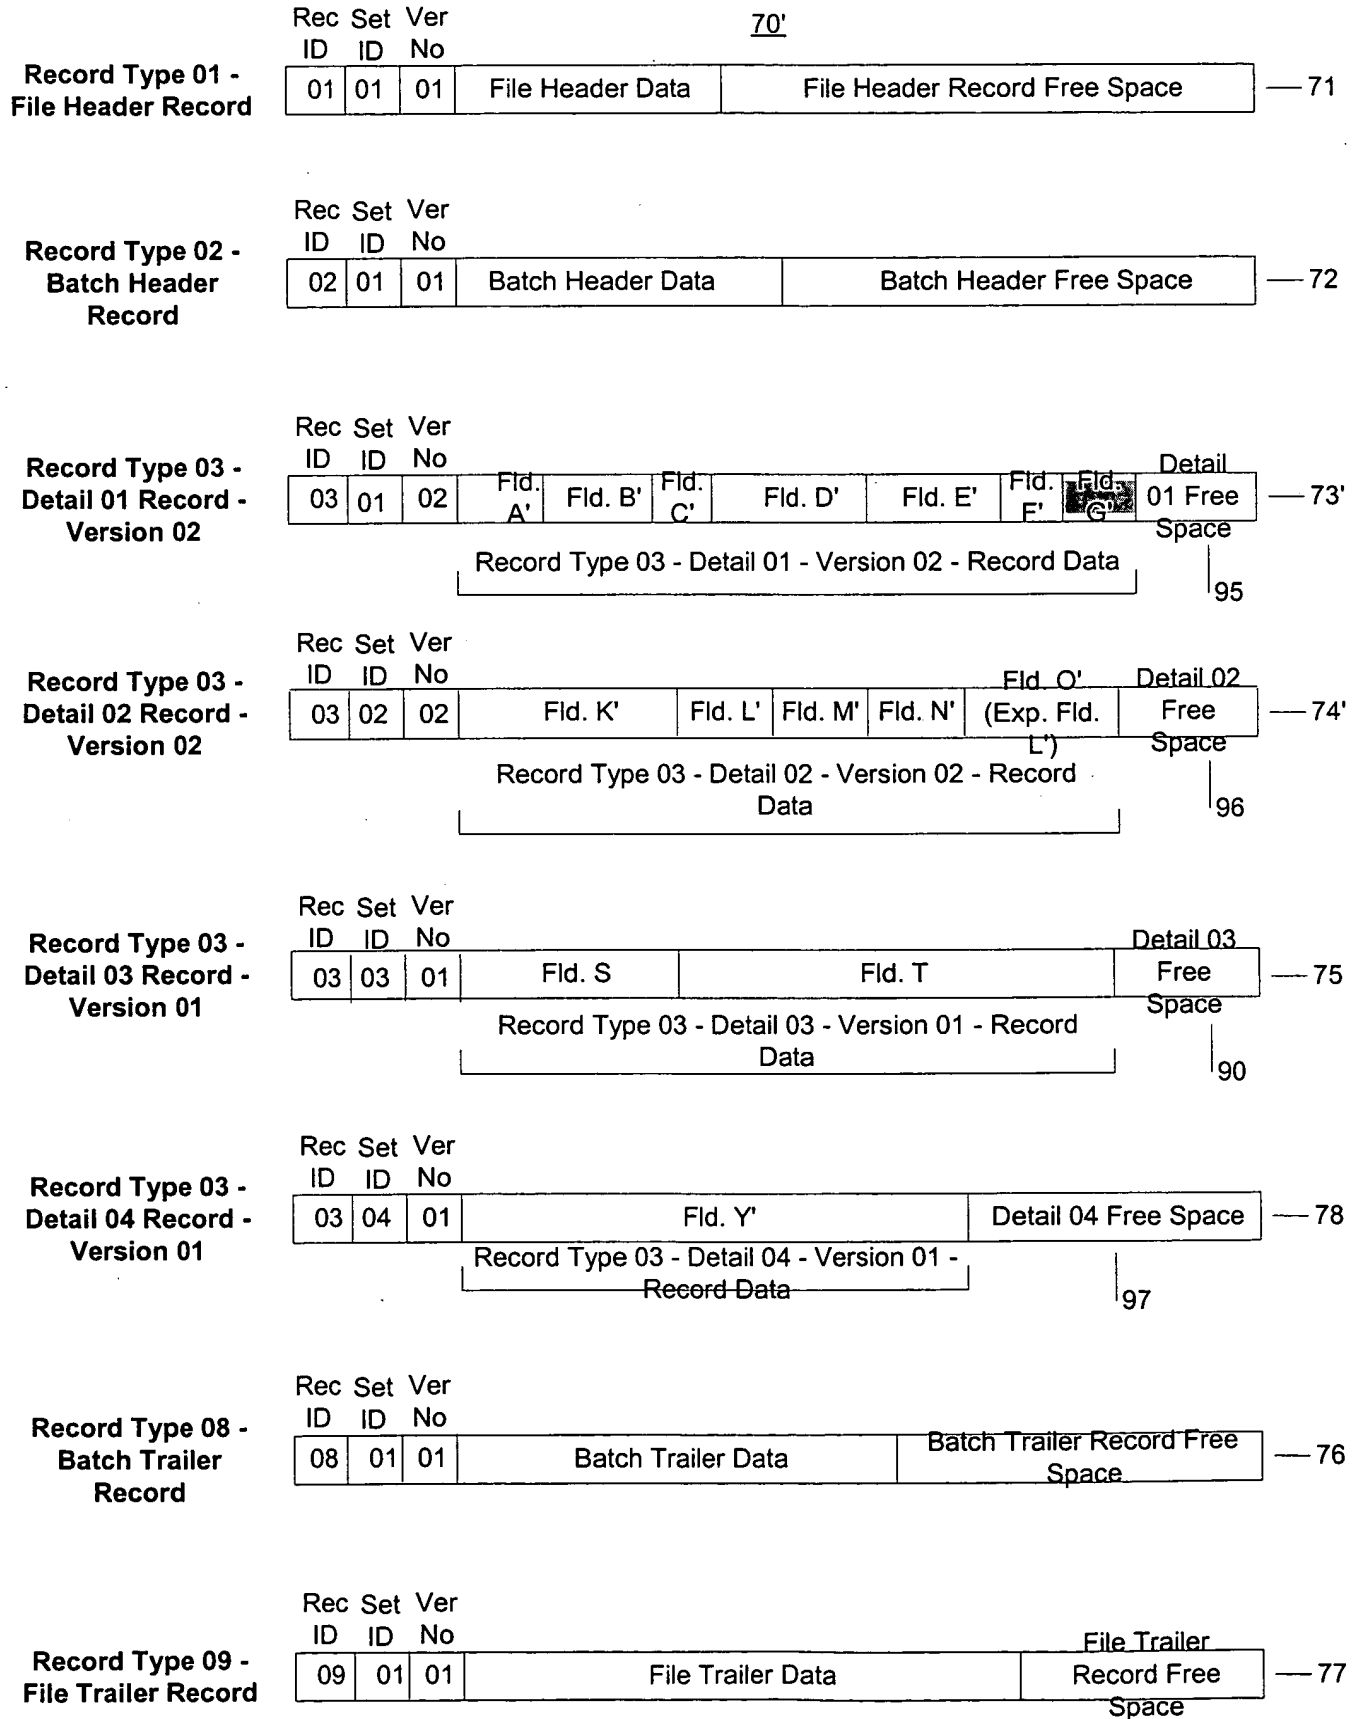 70'
Rec Set Ver
ID ID No
Record Type 01 -
File Header Record
01 01 01 File Header Data File Header Record Free Space 71
Rec Set Ver
ID ID No
Record Type 02 -
Batch Header
Record
02 01 01 Batch Header Data Batch Header Free Space 72
Rec Set Ver
ID ID No
Record Type 03 -
Detail 01 Record -
Version 02
03 01 02 Fld. A' Fld. B' Fld. C' Fld. D' Fld. E' Fld. F' Fld. G' Detail 01 Free Space 73'
Record Type 03 - Detail 01 - Version 02 - Record Data
95
Rec Set Ver
ID ID No
Record Type 03 -
Detail 02 Record -
Version 02
03 02 02 Fld. K' Fld. L' Fld. M' Fld. N' Fld. O' (Exp. Fld. L') Detail 02 Free Space 74'
Record Type 03 - Detail 02 - Version 02 - Record
Data
96
Rec Set Ver
ID ID No
Record Type 03 -
Detail 03 Record -
Version 01
03 03 01 Fld. S Fld. T Detail 03 Free Space 75
Record Type 03 - Detail 03 - Version 01 - Record
Data
90
Rec Set Ver
ID ID No
Record Type 03 -
Detail 04 Record -
Version 01
03 04 01 Fld. Y' Detail 04 Free Space 78
Record Type 03 - Detail 04 - Version 01 -
Record Data
97
Rec Set Ver
ID ID No
Record Type 08 -
Batch Trailer
Record
08 01 01 Batch Trailer Data Batch Trailer Record Free Space 76
Rec Set Ver
ID ID No
Record Type 09 -
File Trailer Record
09 01 01 File Trailer Data File Trailer Record Free Space 77